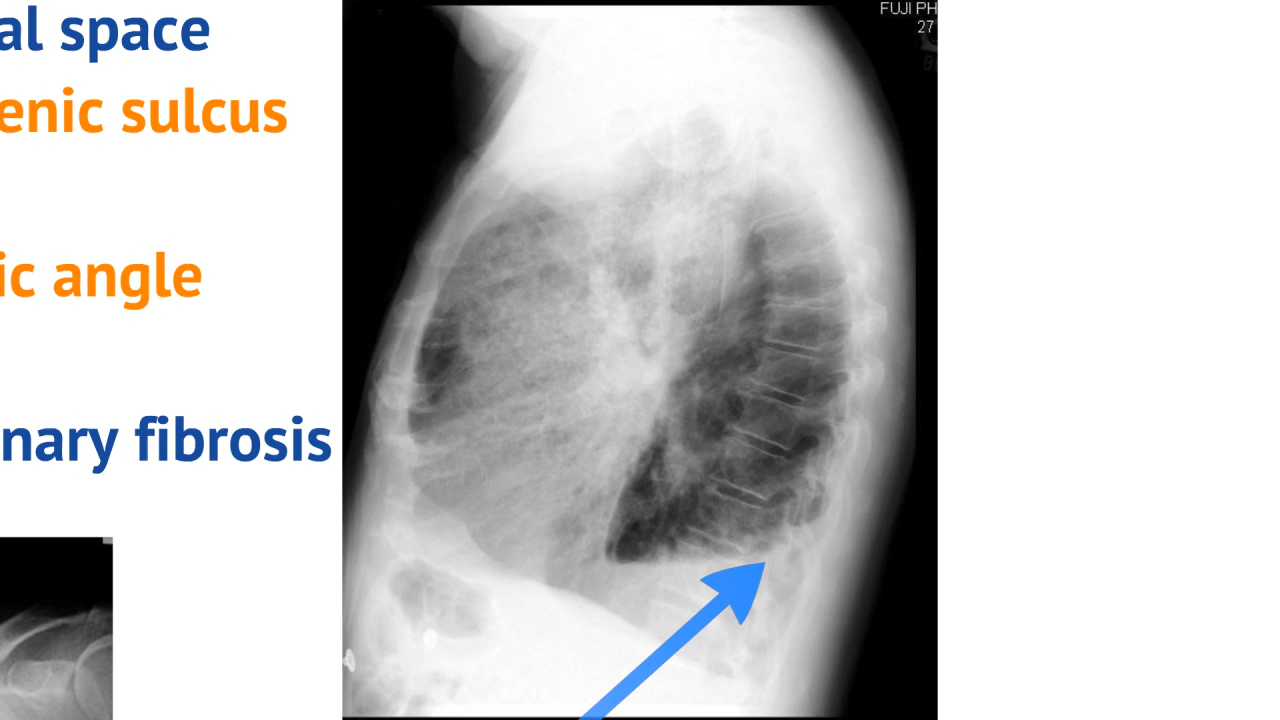 al space
enic sulcus
ic angle
nary fibrosis
FUJI PH
27